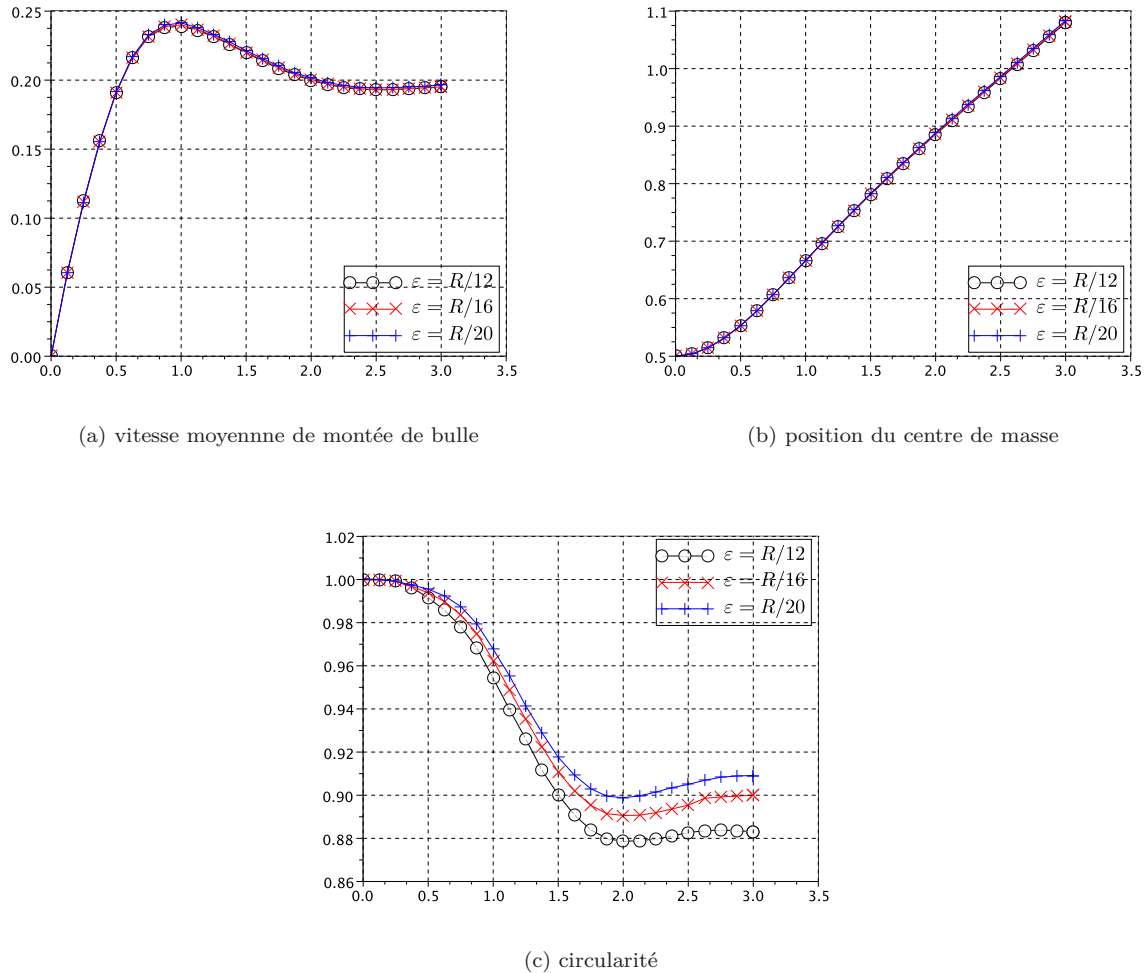 0.25
0.20
0.15
0.10
0.05
0.00
0.0 0.5 1.0 1.5 2.0 2.5 3.0 3.5
ε = R/12
ε = R/16
ε = R/20
(a) vitesse moyennne de montée de bulle
1.1
1.0
0.9
0.8
0.7
0.6
0.5
0.0 0.5 1.0 1.5 2.0 2.5 3.0 3.5
ε = R/12
ε = R/16
ε = R/20
(b) position du centre de masse
1.02
1.00
0.98
0.96
0.94
0.92
0.90
0.88
0.86
0.0 0.5 1.0 1.5 2.0 2.5 3.0 3.5
ε = R/12
ε = R/16
ε = R/20
(c) circularité